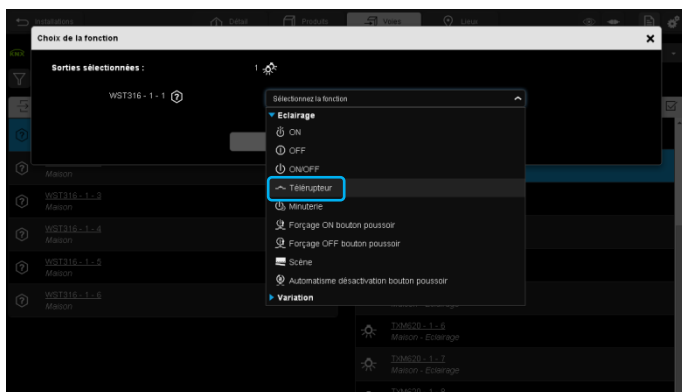 Installations Détail Produits Voies Lieux
Choix de la fonction
Sorties sélectionnées : 1
WST316 - 1 - 1
Sélectionnez la fonction
Eclairage
ON
OFF
ON/OFF
Télérupteur
Minuterie
Forçage ON bouton poussoir
Forçage OFF bouton poussoir
Scène
Automatisme désactivation bouton poussoir
Variation
Maison
WST316 - 1 - 3
Maison
WST316 - 1 - 4
Maison
WST316 - 1 - 5
Maison
WST316 - 1 - 6
Maison
Maison - Eclairage
TXM620 - 1 - 6
Maison - Eclairage
TXM620 - 1 - 7
Maison - Eclairage